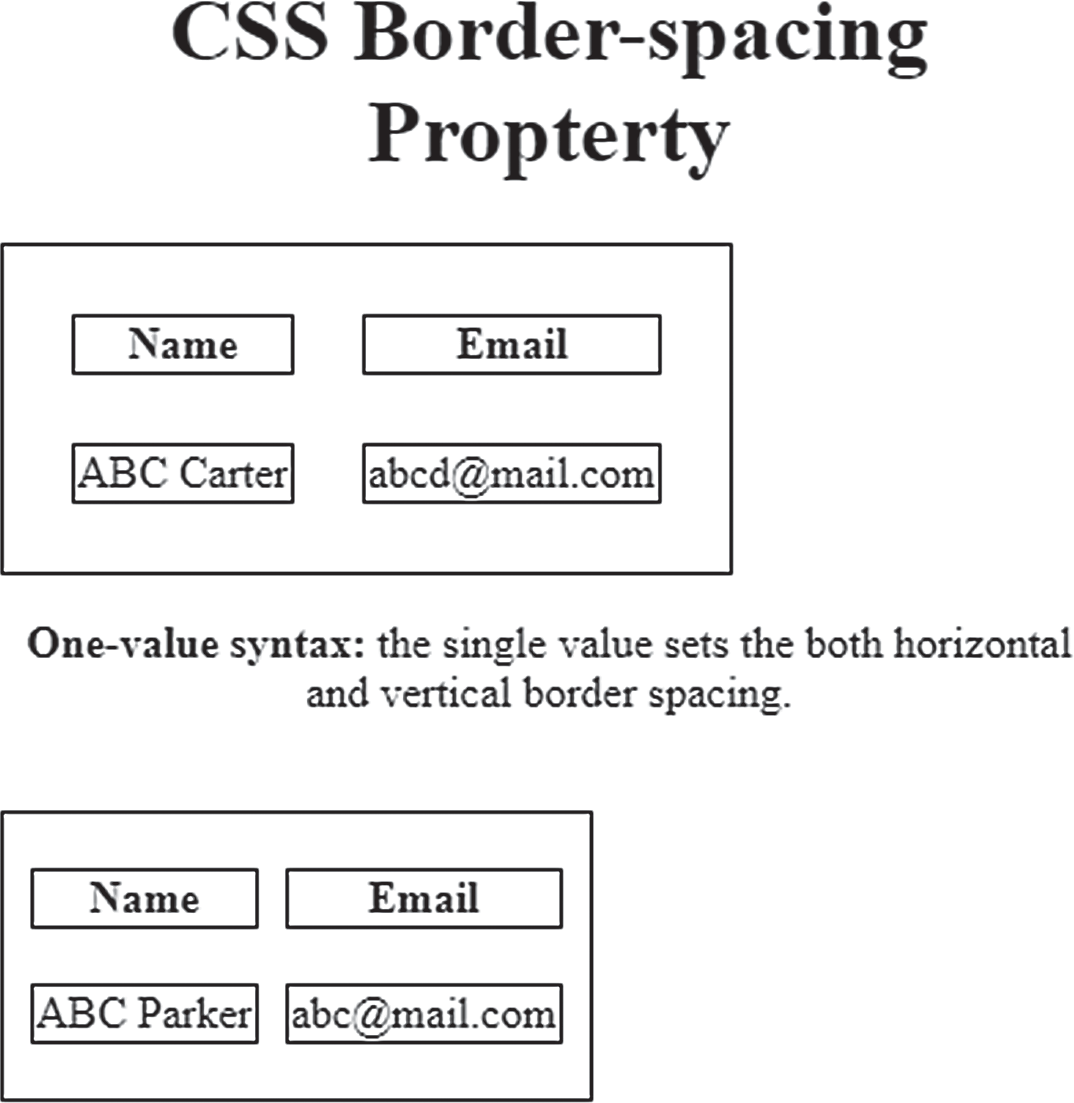 CSS Border-spacing
Propterty
Name Email
ABC Carter abcd@mail.com
One-value syntax: the single value sets the both horizontal
and vertical border spacing.
Name Email
ABC Parker abc@mail.com